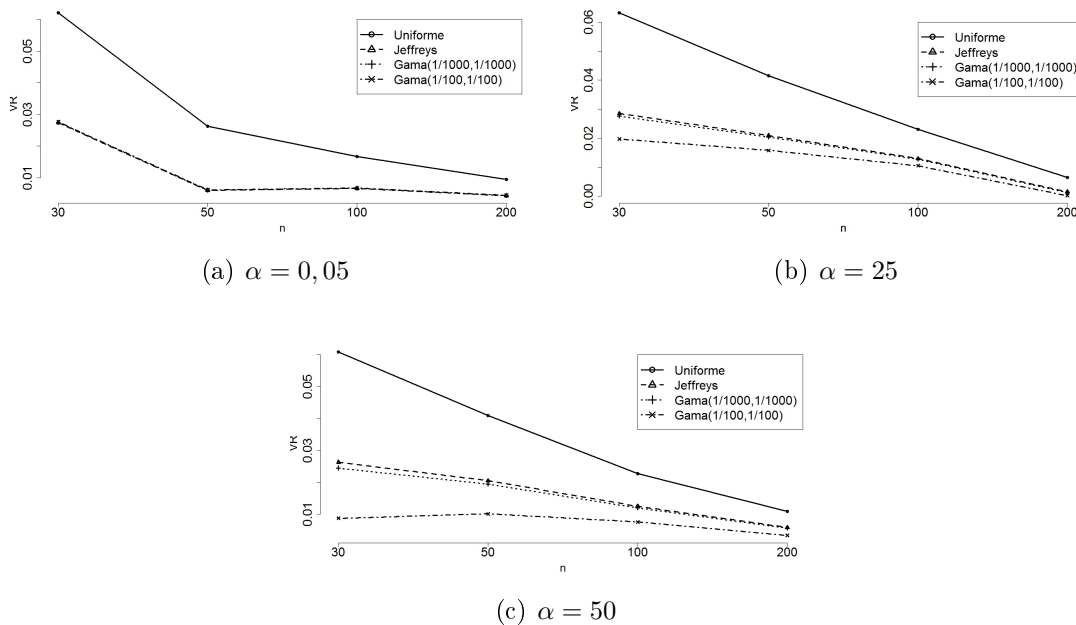 VR
0.01
0.03
0.05
Uniforme
Jeffreys
Gama(1/1000,1/1000)
Gama(1/100,1/100)
30
50
100
200
n
(a) α = 0, 05
VR
0.00
0.02
0.04
0.06
Uniforme
Jeffreys
Gama(1/1000,1/1000)
Gama(1/100,1/100)
30
50
100
200
n
(b) α = 25
VR
0.01
0.03
0.05
Uniforme
Jeffreys
Gama(1/1000,1/1000)
Gama(1/100,1/100)
30
50
100
200
n
(c) α = 50